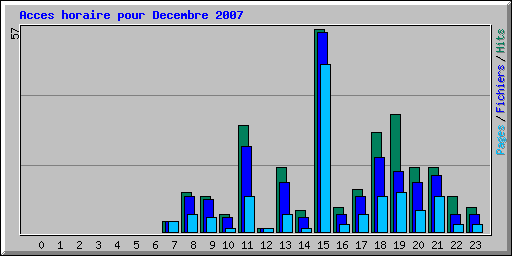 Acces horaire pour Decembre 2007
57
Pages / Fichiers / Hits
0 1 2 3 4 5 6 7 8 9 10 11 12 13 14 15 16 17 18 19 20 21 22 23